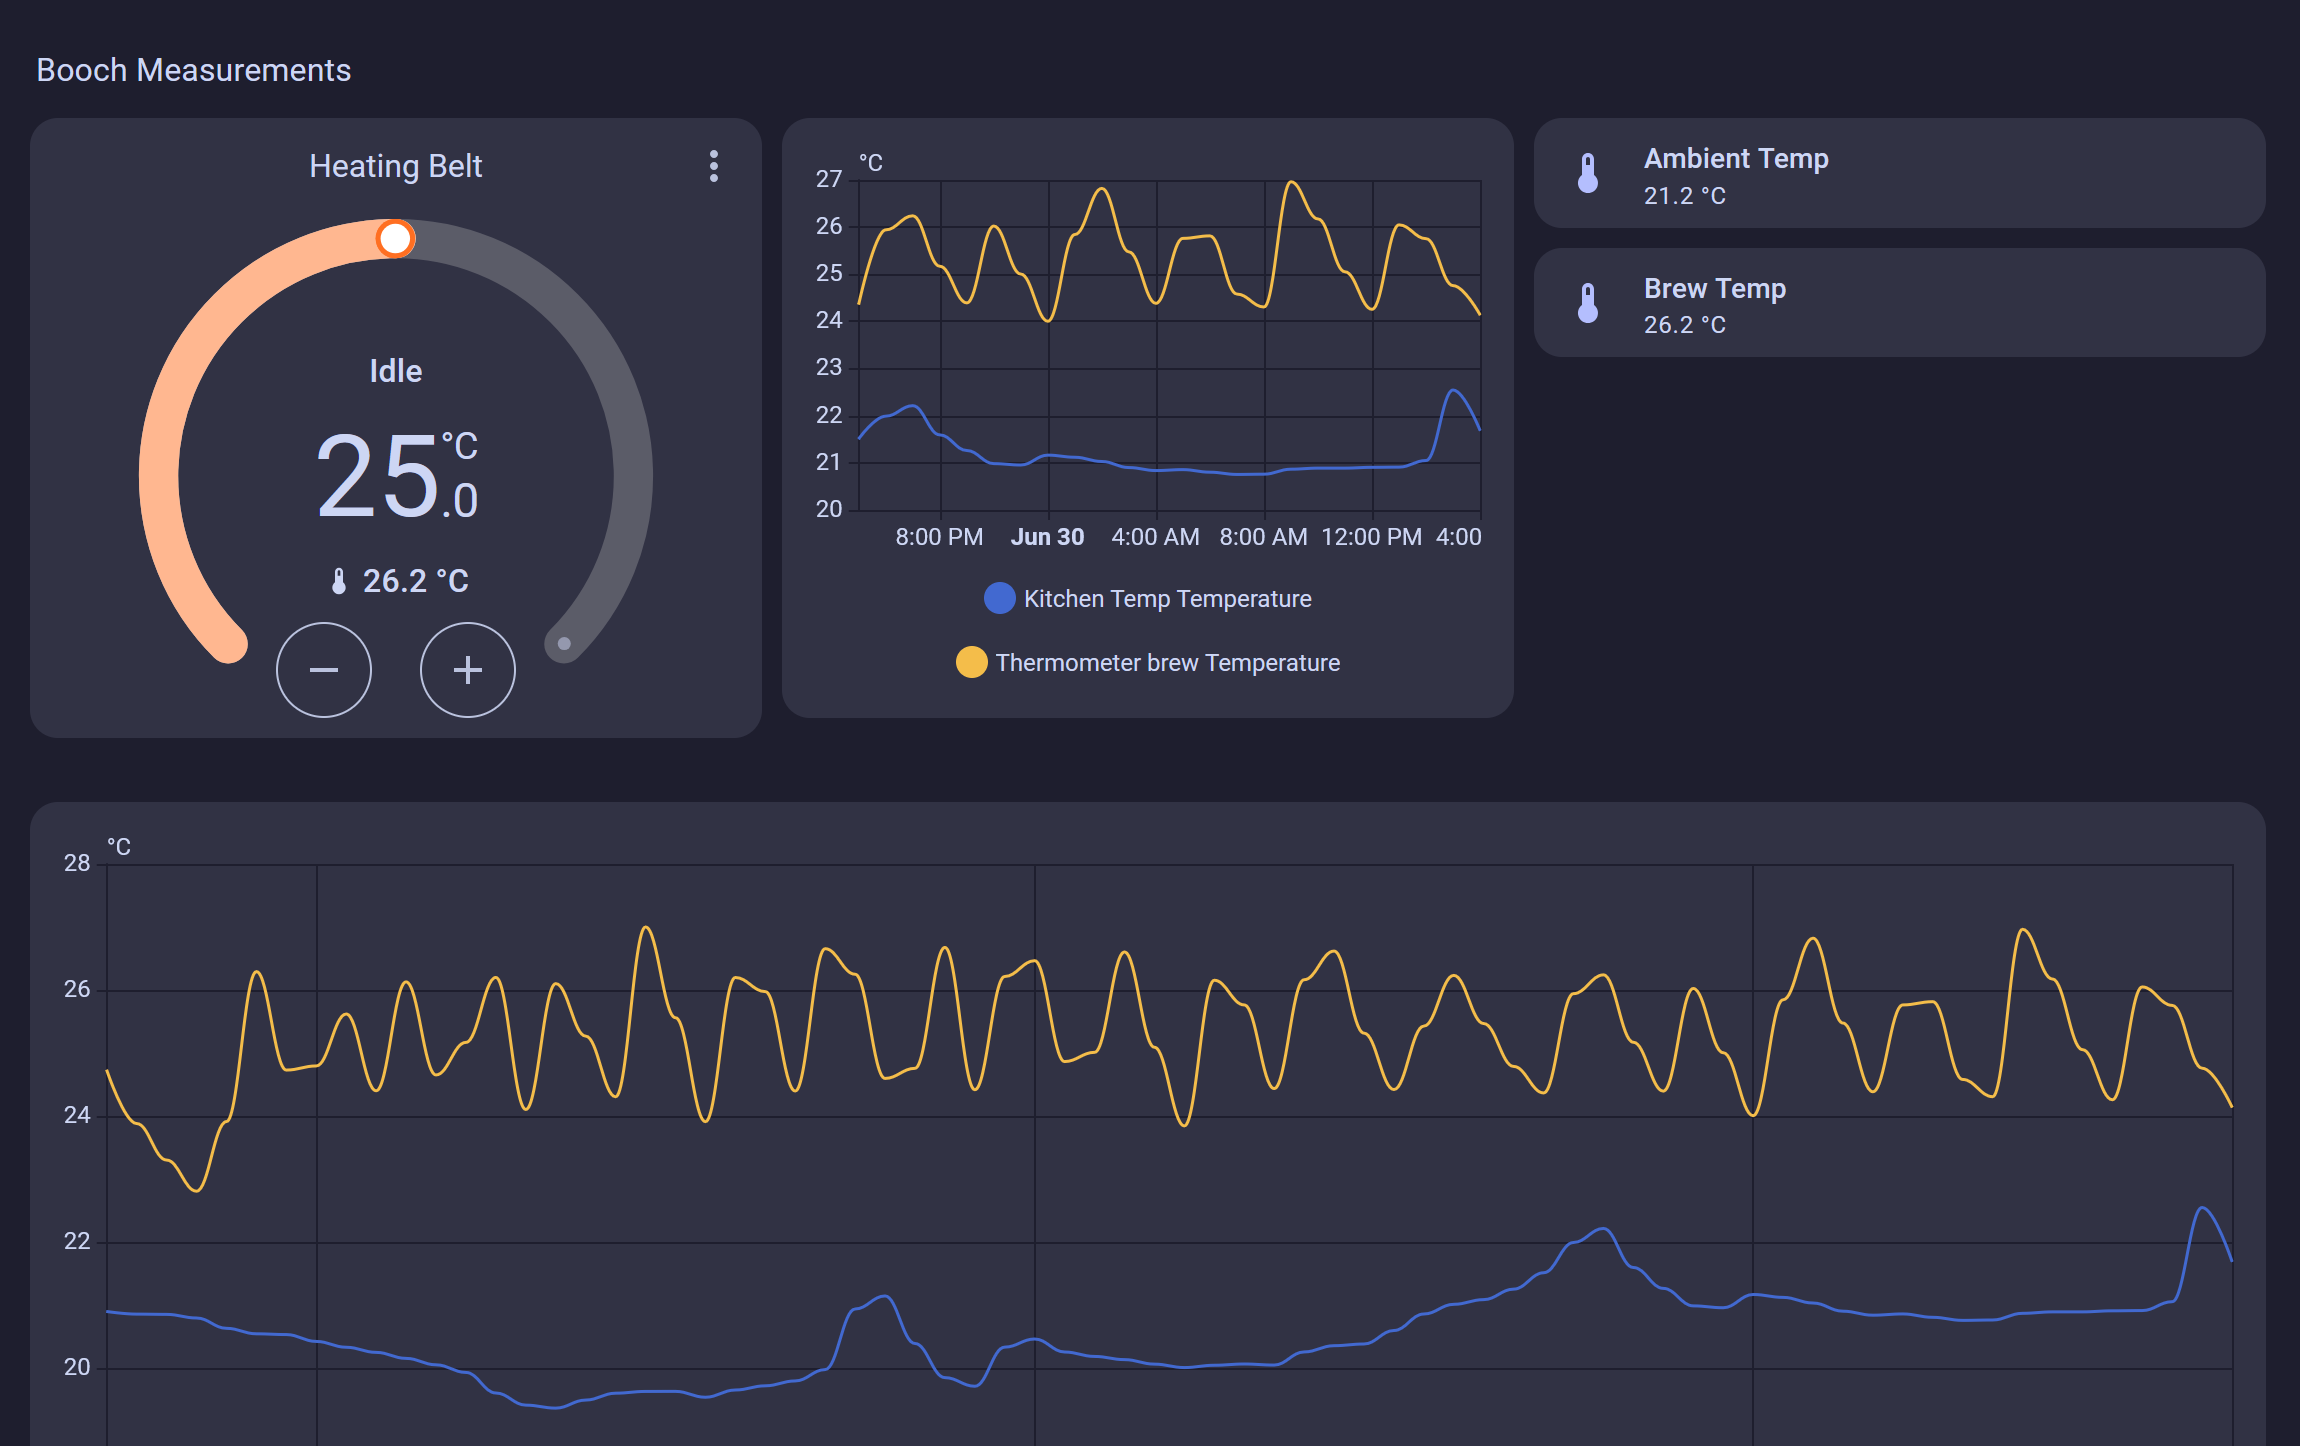 Booch Measurements
Heating Belt
Idle
25.0 °C
26.2 °C
°C
27
26
25
24
23
22
21
20
8:00 PM Jun 30 4:00 AM 8:00 AM 12:00 PM 4:00
Kitchen Temp Temperature
Thermometer brew Temperature
Ambient Temp
21.2 °C
Brew Temp
26.2 °C
°C
28
26
24
22
20